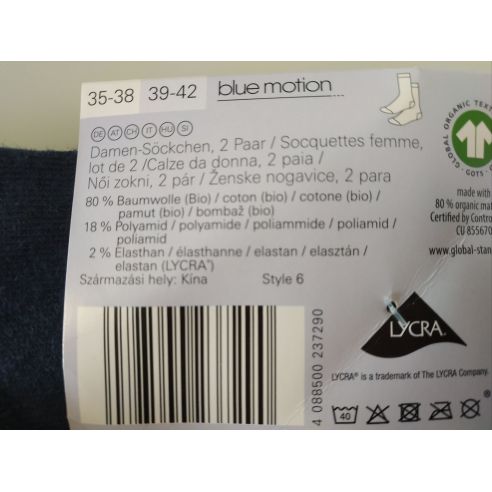 35-38 39-42 blue motion
DE AT CH IT HU SI
Damen-Söckchen, 2 Paar / Socquettes femme,
lot de 2 /Calze da donna, 2 paia /
Női zokni, 2 pár / Ženske nogavice, 2 para
80 % Baumwolle (Bio) / coton (bio) / cotone (bio) /
pamut (bio) / bombaž (bio)
18 % Polyamid / polyamide / poliammide / poliamid /
poliamid
2 % Elasthan / élasthanne / elastan / elasztán /
elastan (LYCRA®)
Származási hely: Kína Style 6
4 088500 237290
GLOBAL ORGANIC TEX
GOTS
made with
80 % organic mat
Certified by Contro
CU 855670
www.global-stan
LYCRA
LYCRA® is a trademark of The LYCRA Company.
40